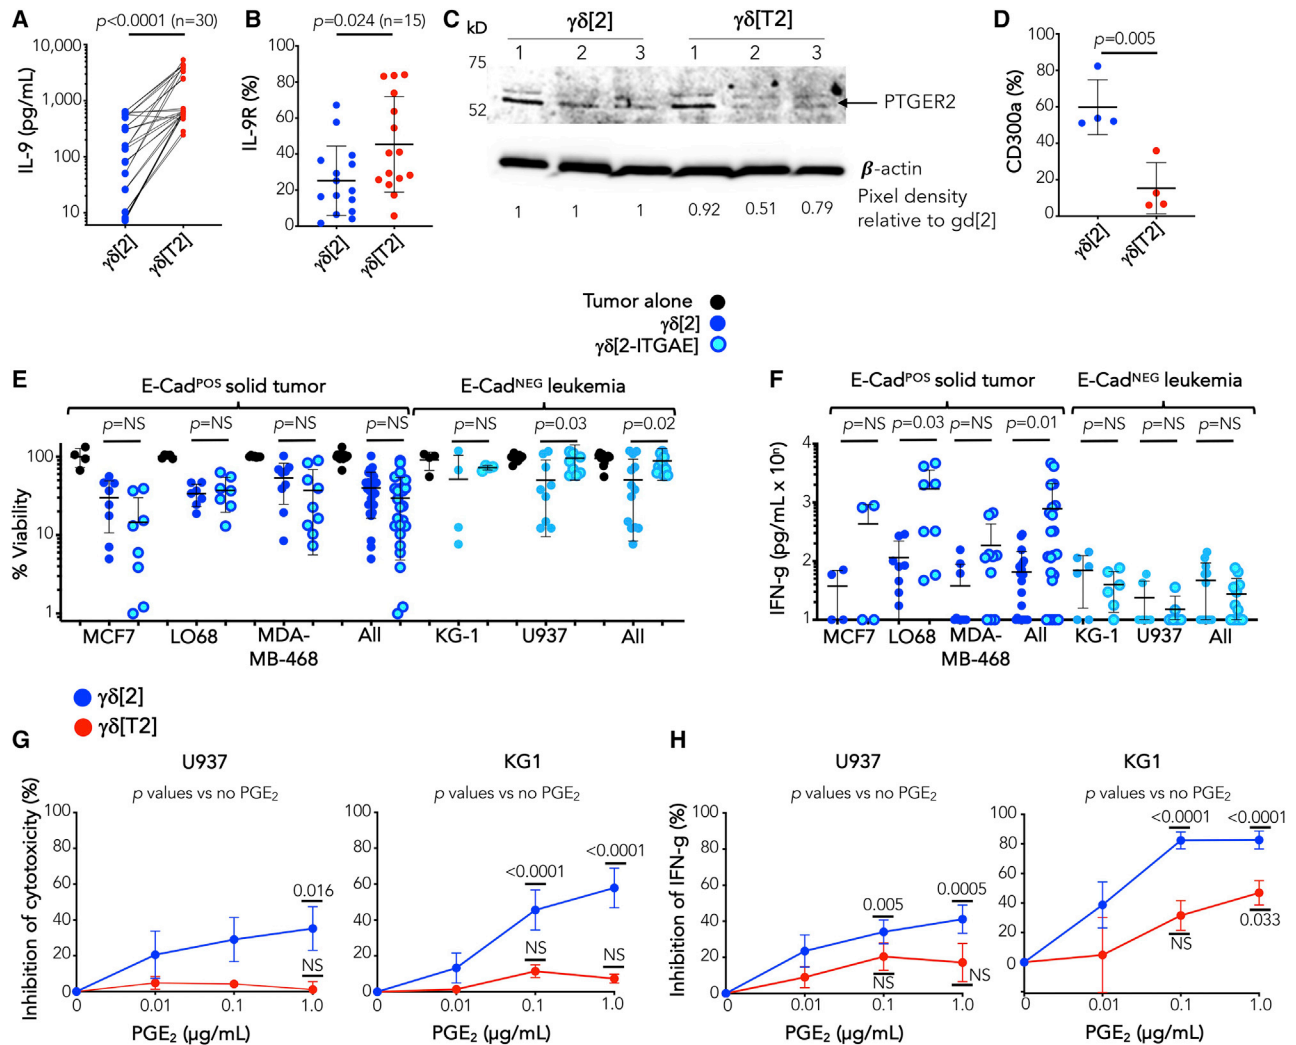 A
p<0.0001 (n=30)
IL-9 (pg/mL)
10,000
1,000
100
10
γδ[2]
γδ[T2]
B
p=0.024 (n=15)
IL-9R (%)
100
80
60
40
20
0
γδ[2]
γδ[T2]
C
kD
γδ[2]
γδ[T2]
1 2 3 1 2 3
75
52
PTGER2
β-actin
Pixel density
relative to gd[2]
1 1 1 0.92 0.51 0.79
D
p=0.005
CD300a (%)
100
80
60
40
20
0
γδ[2]
γδ[T2]
Tumor alone
γδ[2]
γδ[2-ITGAE]
E
E-CadPOS solid tumor
E-CadNEG leukemia
p=NS p=NS p=NS p=NS p=NS p=0.03 p=0.02
% Viability
100
10
1
MCF7 LO68 MDA-MB-468 All KG-1 U937 All
F
E-CadPOS solid tumor
E-CadNEG leukemia
p=NS p=0.03 p=NS p=0.01 p=NS p=NS p=NS
IFN-g (pg/mL x 10n)
4
3
2
1
MCF7 LO68 MDA-MB-468 All KG-1 U937 All
γδ[2]
γδ[T2]
G
U937
p values vs no PGE2
Inhibition of cytotoxicity (%)
100
80
60
40
20
0
0.016
NS
0 0.01 0.1 1.0
PGE2 (μg/mL)
KG1
p values vs no PGE2
100
80
60
40
20
0
<0.0001
<0.0001
NS
NS
0 0.01 0.1 1.0
PGE2 (μg/mL)
H
U937
p values vs no PGE2
Inhibition of IFN-g (%)
100
80
60
40
20
0
0.005
0.0005
NS
NS
0 0.01 0.1 1.0
PGE2 (μg/mL)
KG1
p values vs no PGE2
100
80
60
40
20
0
<0.0001
<0.0001
NS
0.033
0 0.01 0.1 1.0
PGE2 (μg/mL)